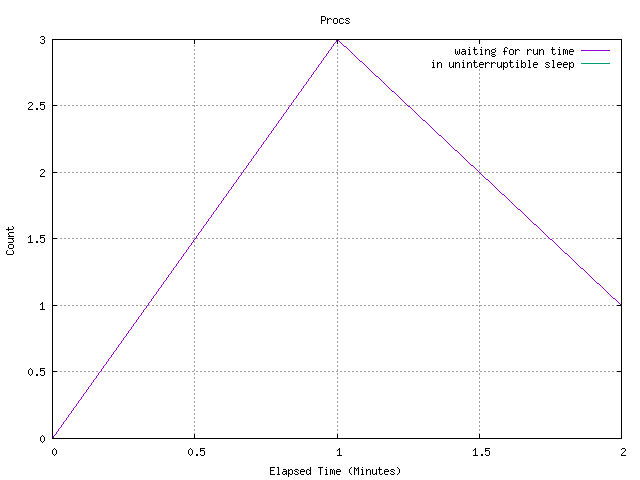 Procs
3
waiting for run time
in uninterruptible sleep
2.5
2
1.5
Count
1
0.5
0
0 0.5 1 1.5 2
Elapsed Time (Minutes)